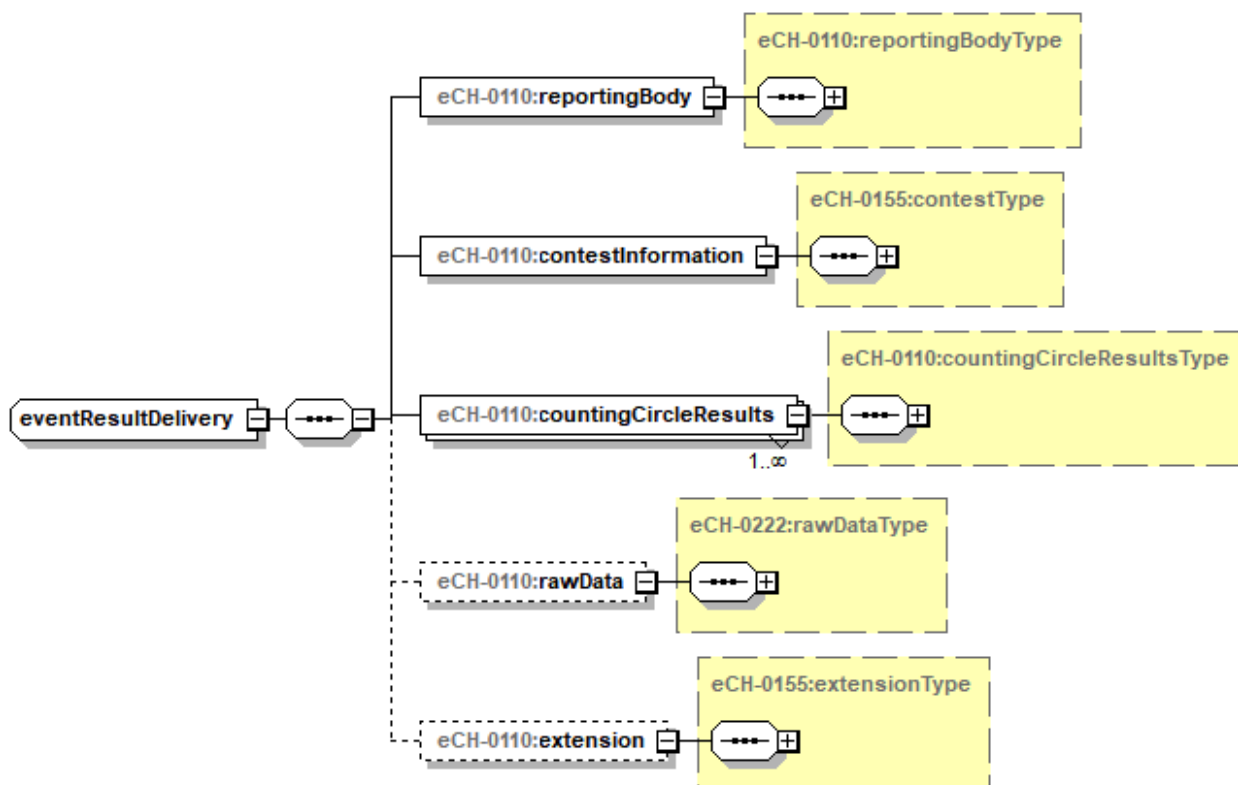 eCH-0110:reportingBodyType
eCH-0110:reportingBody
eCH-0155:contestType
eCH-0110:contestInformation
eCH-0110:countingCircleResultsType
eventResultDelivery
eCH-0110:countingCircleResults
1..∞
eCH-0222:rawDataType
eCH-0110:rawData
eCH-0155:extensionType
eCH-0110:extension